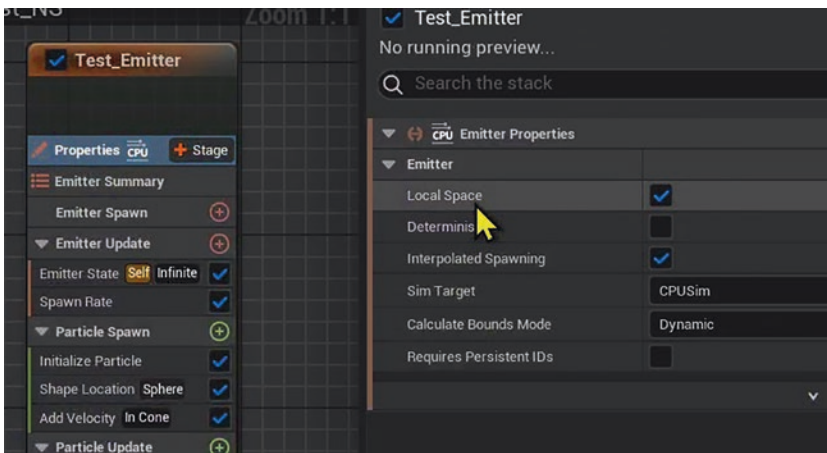 Zoom 1:1
Test_Emitter
Properties CPU + Stage
Emitter Summary
Emitter Spawn
Emitter Update
Emitter State Self Infinite
Spawn Rate
Particle Spawn
Initialize Particle
Shape Location Sphere
Add Velocity In Cone
Particle Update
Test_Emitter
No running preview...
Search the stack
CPU Emitter Properties
Emitter
Local Space
Determinis
Interpolated Spawning
Sim Target CPUSim
Calculate Bounds Mode Dynamic
Requires Persistent IDs